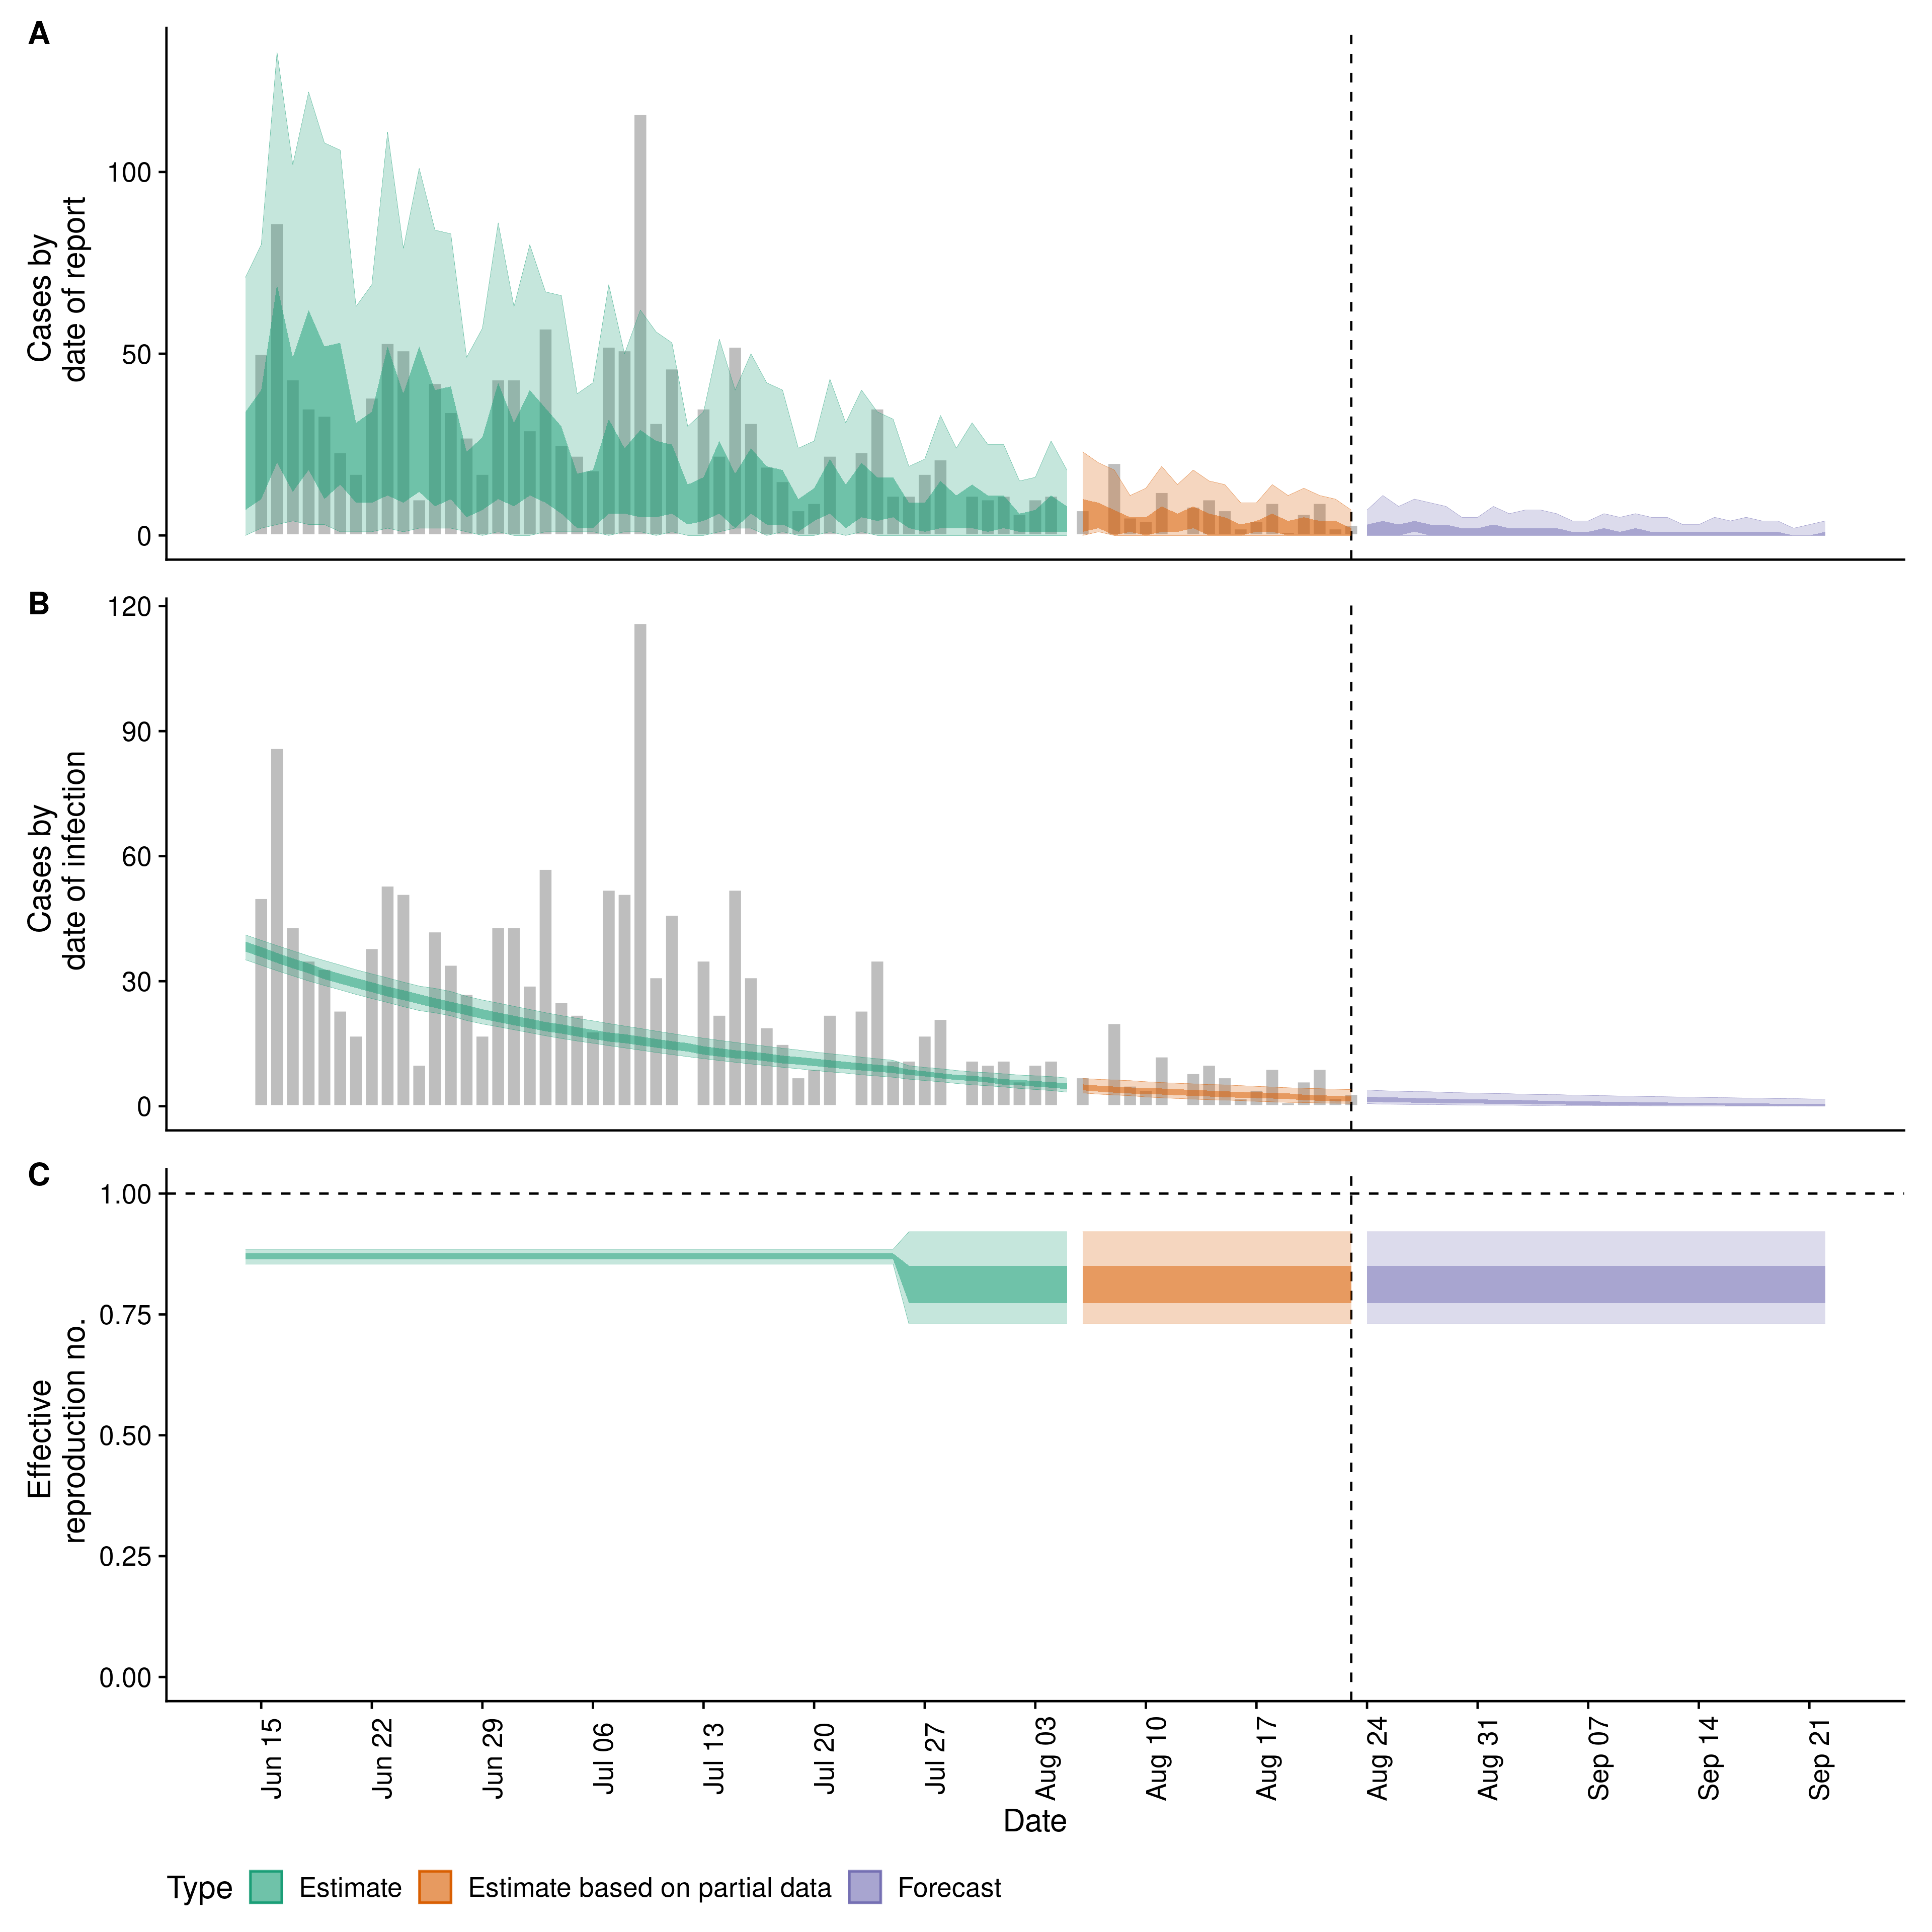 A
Cases by
date of report
100
50
0
B
Cases by
date of infection
120
90
60
30
0
C
Effective
reproduction no.
1.00
0.75
0.50
0.25
0.00
Jun 15
Jun 22
Jun 29
Jul 06
Jul 13
Jul 20
Jul 27
Aug 03
Aug 10
Aug 17
Aug 24
Aug 31
Sep 07
Sep 14
Sep 21
Date
Type Estimate Estimate based on partial data Forecast